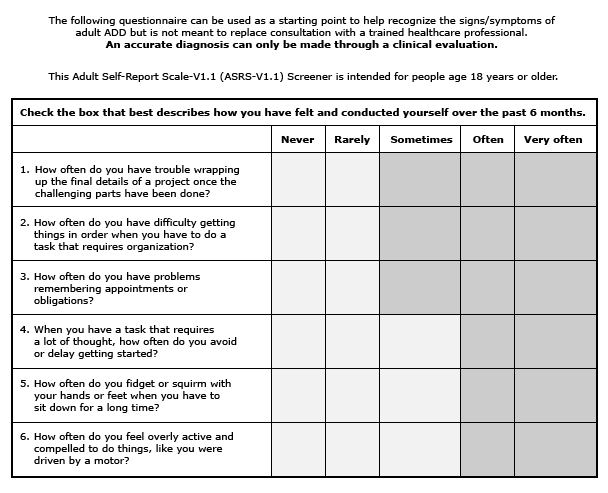 The following questionnaire can be used as a starting point to help recognize the signs/symptoms of
adult ADD but is not meant to replace consultation with a trained healthcare professional.
An accurate diagnosis can only be made through a clinical evaluation.
This Adult Self-Report Scale-V1.1 (ASRS-V1.1) Screener is intended for people age 18 years or older.
Check the box that best describes how you have felt and conducted yourself over the past 6 months.
Never Rarely Sometimes Often Very often
1. How often do you have trouble wrapping
up the final details of a project once the
challenging parts have been done?
2. How often do you have difficulty getting
things in order when you have to do a
task that requires organization?
3. How often do you have problems
remembering appointments or
obligations?
4. When you have a task that requires
a lot of thought, how often do you avoid
or delay getting started?
5. How often do you fidget or squirm with
your hands or feet when you have to
sit down for a long time?
6. How often do you feel overly active and
compelled to do things, like you were
driven by a motor?